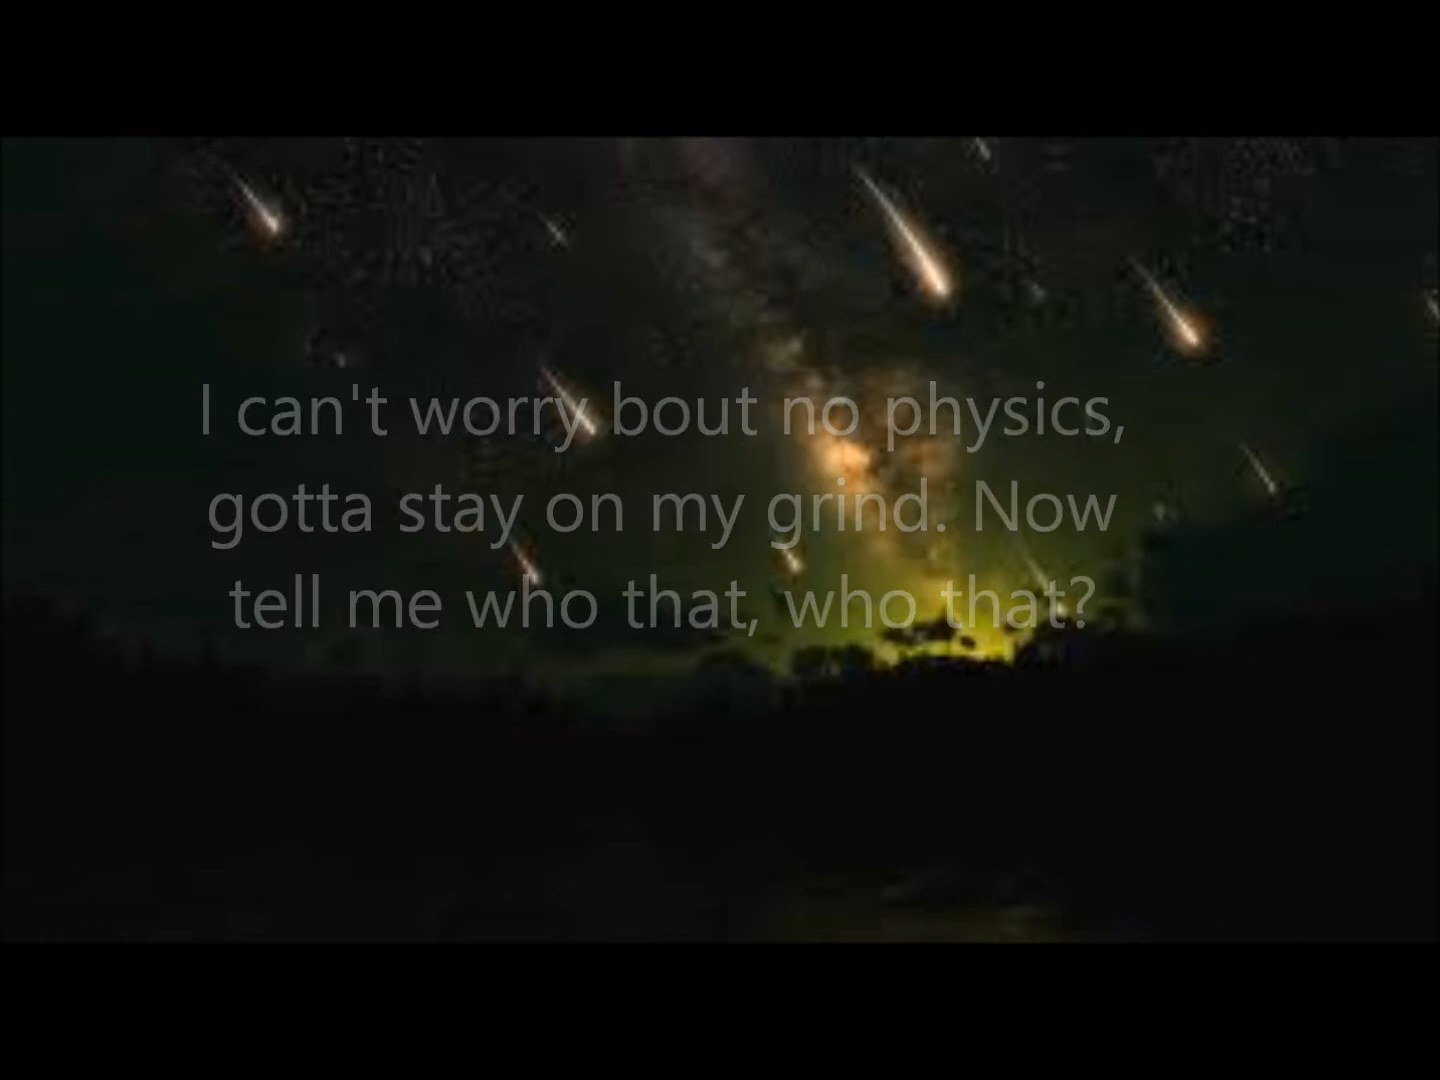 I can't worry bout no physics,
gotta stay on my grind. Now
tell me who that, who that?